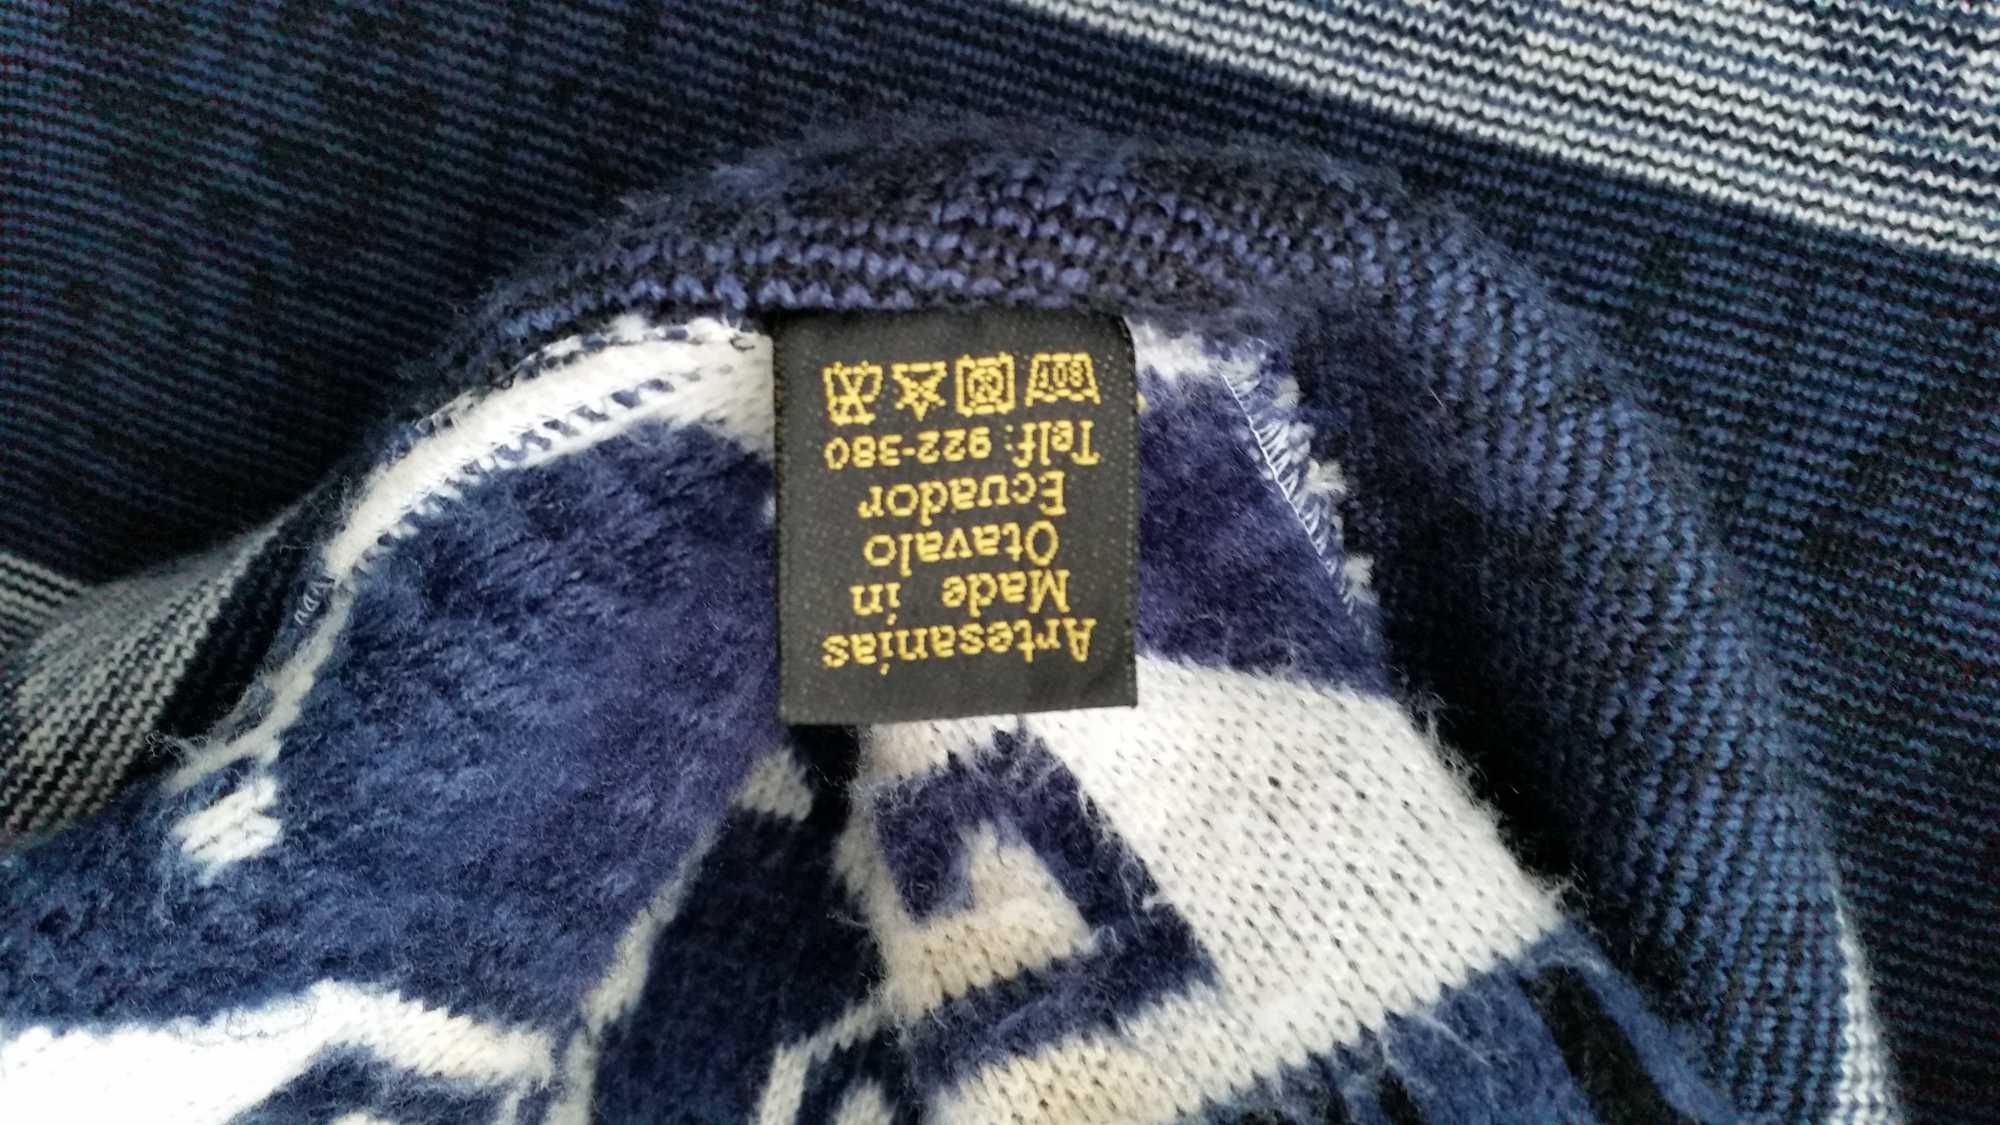 Artesanías
Made in
Otavalo
Ecuador
Telf: 922-380